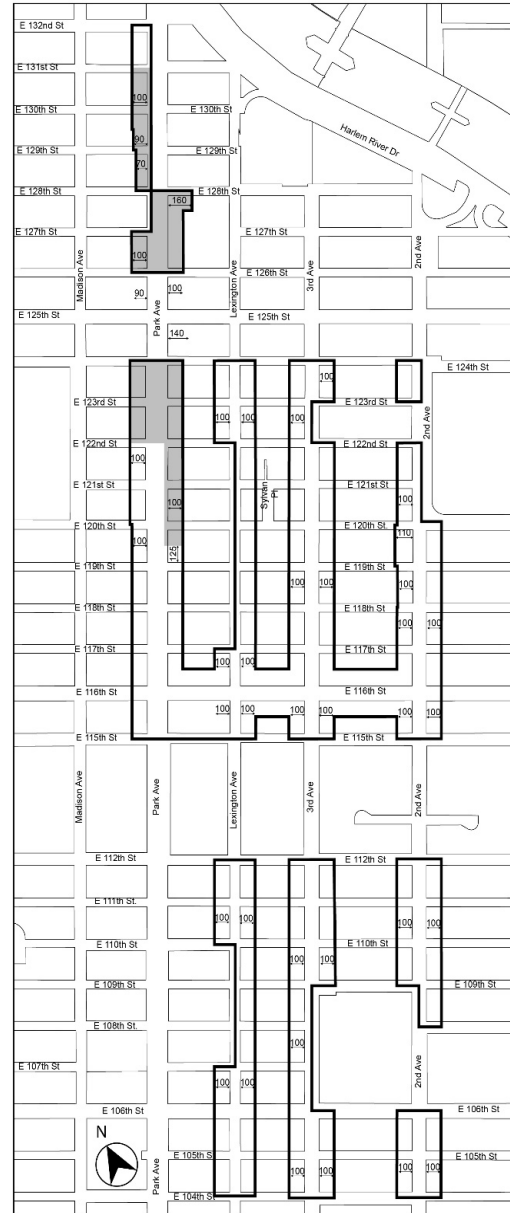 E 132nd St
E 131st St
100
E 130th St
E 130th St
Harlem River Dr
90
E 129th St
E 129th St
70
E 128th St
E 128th St
160
E 127th St
E 127th St
100
Madison Ave
Park Ave
Lexington Ave
3rd Ave
2nd Ave
E 126th St
90
100
E 125th St
E 125th St
140
E 124th St
100
E 123rd St
E 123rd St
100
100
100
2nd Ave
E 122nd St
E 122nd St
100
E 121st St
E 121st St
Sylvan Pl
100
100
E 120th St
E 120th St.
100
110
125
E 119th St
E 119th St
100
100
100
E 118th St
E 118th St
100
100
E 117th St
E 117th St
100
100
E 116th St
E 116th St
100
100
100
100
100
100
E 115th St
E 115th St
Madison Ave
Park Ave
Lexington Ave
3rd Ave
2nd Ave
E 112th St
E 112th St
E 111th St.
100
100
100
100
E 110th St
E 110th St
100
100
E 109th St
E 109th St
E 108th St.
100
2nd Ave
E 107th St
100
100
E 106th St
E 106th St
N
E 105th St
E 105th St
100
100
100
100
Park Ave
E 104th St